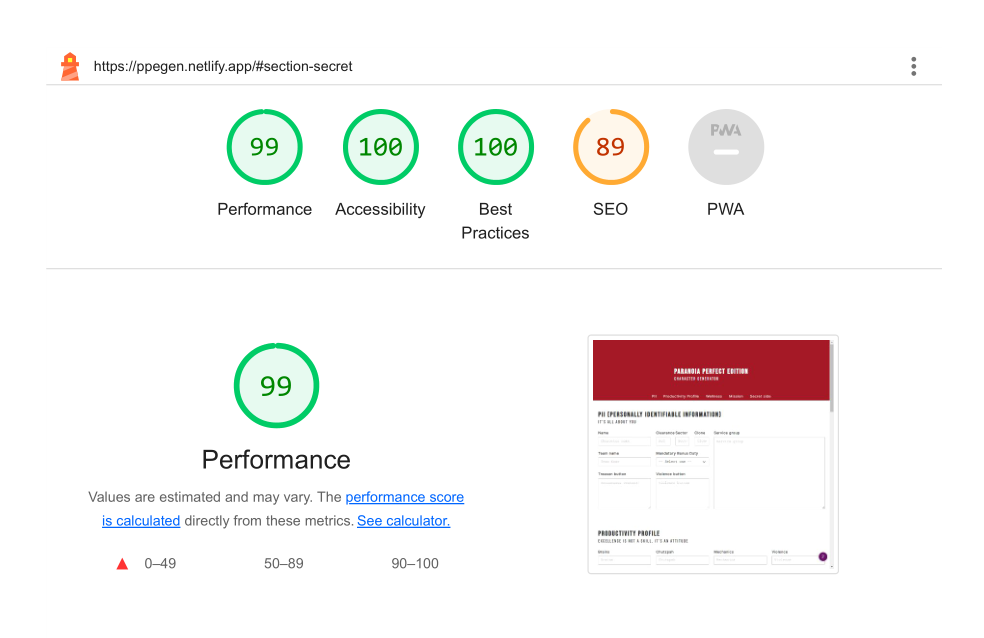 https://ppegen.netlify.app/#section-secret
99
100
100
89
PWA
Performance
Accessibility
Best
Practices
SEO
PWA
99
Performance
Values are estimated and may vary. The performance score
is calculated directly from these metrics. See calculator.
0–49
50–89
90–100
PARANOIA PERFECT EDITION
CHARACTER GENERATOR
PII Productivity Profile Wellness Mission Secret Ides
PII (PERSONALLY IDENTIFIABLE INFORMATION)
IT'S ALL ABOUT YOU
Name Clearance Sector Clone Service group
Team name Mandatory Bonus Duty
Treason button Violence button
PRODUCTIVITY PROFILE
EXCELLENCE IS NOT A SKILL, IT'S AN ATTITUDE
Brains Chutzpah Mechanics Violence